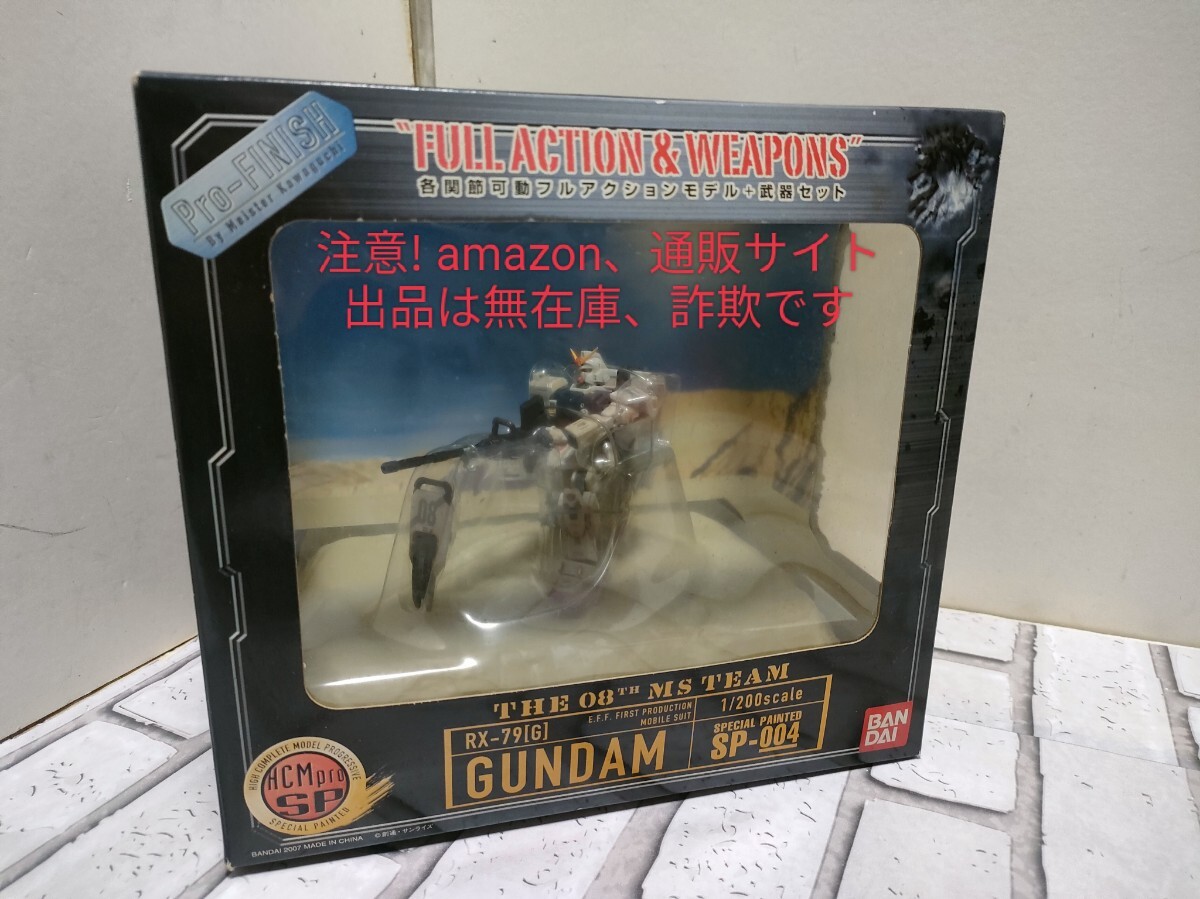 Pro-FINISH
By Meister Kawaguchi
"FULL ACTION & WEAPONS"
各関節可動フルアクションモデル+武器セット
注意! amazon、通販サイト
出品は無在庫、詐欺です
THE 08TH MS TEAM
RX-79[G]
E.F.F. FIRST PRODUCTION
MOBILE SUIT
1/200scale
GUNDAM
SPECIAL PAINTED
SP-004
BAN
DAI
HIGH COMPLETE MODEL PROGRESSIVE
HCMpro
SP
SPECIAL PAINTED
©創通・サンライズ
BANDAI 2007 MADE IN CHINA